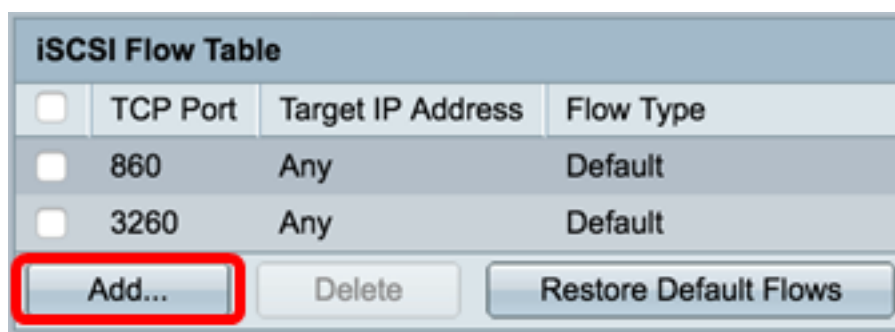 iSCSI Flow Table
TCP Port Target IP Address Flow Type
860 Any Default
3260 Any Default
Add... Delete Restore Default Flows